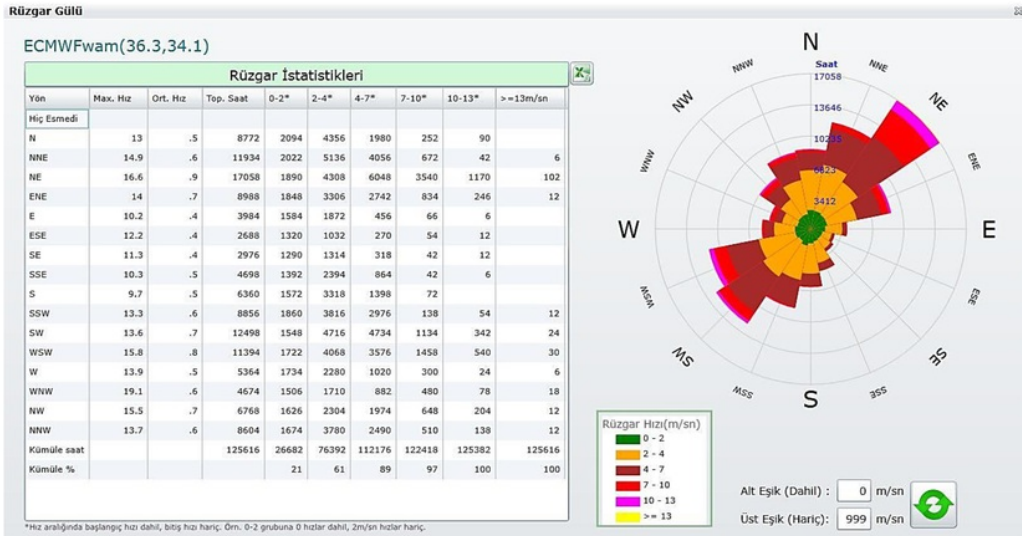 Rüzgar Gülü
ECMWFwam(36.3,34.1)
Rüzgar İstatistikleri
Yön Max. Hız Ort. Hız Top. Saat 0-2* 2-4* 4-7* 7-10* 10-13* >=13m/sn
Hiç Esmedi
N 13 .5 8772 2094 4356 1980 252 90
NNE 14.9 .6 11934 2022 5136 4056 672 42 6
NE 16.6 .9 17058 1890 4308 6048 3540 1170 102
ENE 14 .7 8988 1848 3306 2742 834 246 12
E 10.2 .4 3984 1584 1872 456 66 6
ESE 12.2 .4 2688 1320 1032 270 54 12
SE 11.3 .4 2976 1290 1314 318 42 12
SSE 10.3 .5 4698 1392 2394 864 42 6
S 9.7 .5 6360 1572 3318 1398 72
SSW 13.3 .6 8856 1860 3816 2976 138 54 12
SW 13.6 .7 12498 1548 4716 4734 1134 342 24
WSW 15.8 .8 11394 1722 4068 3576 1458 540 30
W 13.9 .5 5364 1734 2280 1020 300 24 6
WNW 19.1 .6 4674 1506 1710 882 480 78 18
NW 15.5 .7 6768 1626 2304 1974 648 204 12
NNW 13.7 .6 8604 1674 3780 2490 510 138 12
Kümüle saat 125616 26682 76392 112176 122418 125382 125616
Kümüle % 21 61 89 97 100 100
*Hız aralığında başlangıç hızı dahil, bitiş hızı hariç. Örn. 0-2 grubuna 0 hızlar dahil, 2m/sn hızlar hariç.
N
NNW Saat NNE
17058
NW NE
13646
10235
WNW ENE
6823
3412
W E
WSW ESE
SW SE
SSW S SSE
Rüzgar Hızı(m/sn)
0 - 2
2 - 4
4 - 7
7 - 10
10 - 13
>= 13
Alt Eşik (Dahil) : 0 m/sn
Üst Eşik (Hariç): 999 m/sn